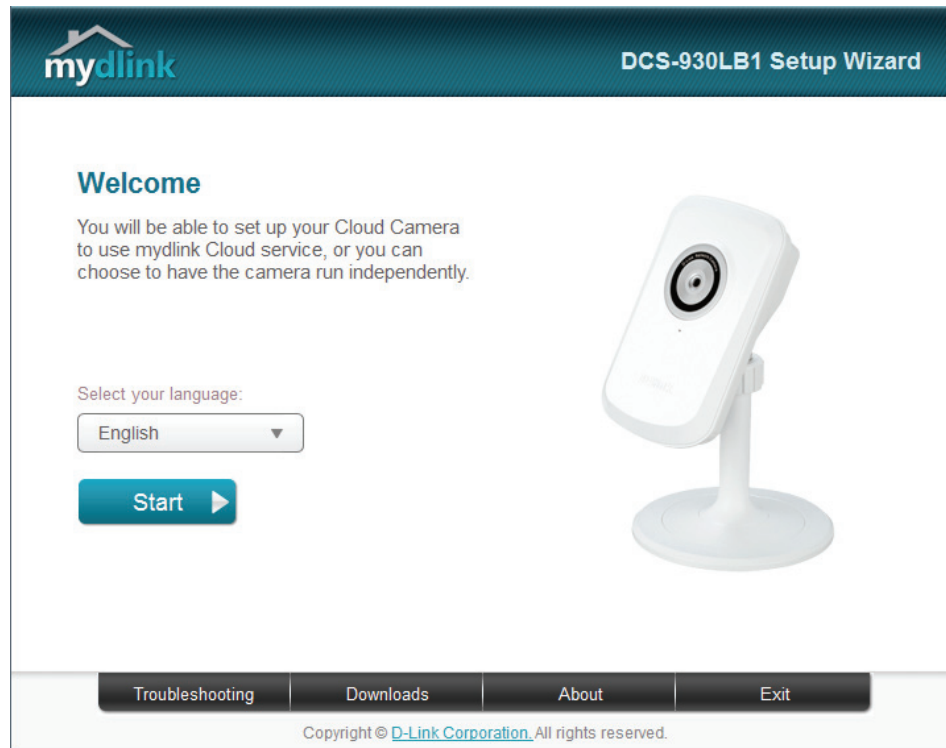 mydlink
DCS-930LB1 Setup Wizard
Welcome
You will be able to set up your Cloud Camera
to use mydlink Cloud service, or you can
choose to have the camera run independently.
Select your language:
English
Start
Troubleshooting
Downloads
About
Exit
Copyright © D-Link Corporation. All rights reserved.